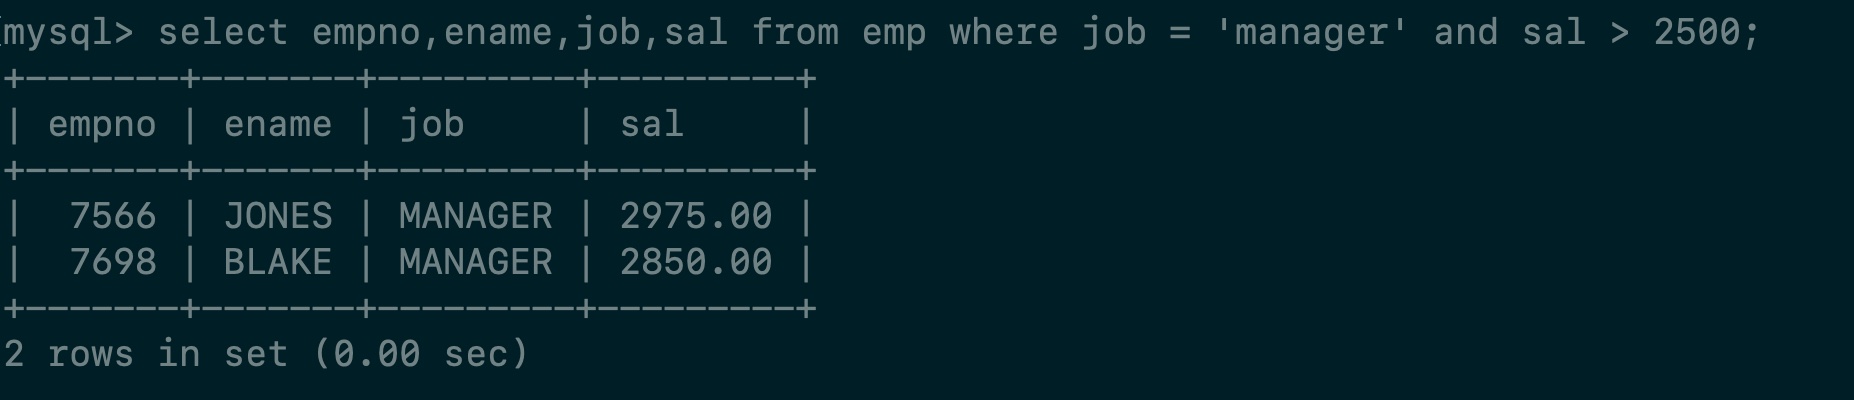 mysql> select empno,ename,job,sal from emp where job = 'manager' and sal > 2500;
+-------+-------+---------+---------+
| empno | ename | job     | sal     |
+-------+-------+---------+---------+
|  7566 | JONES | MANAGER | 2975.00 |
|  7698 | BLAKE | MANAGER | 2850.00 |
+-------+-------+---------+---------+
2 rows in set (0.00 sec)